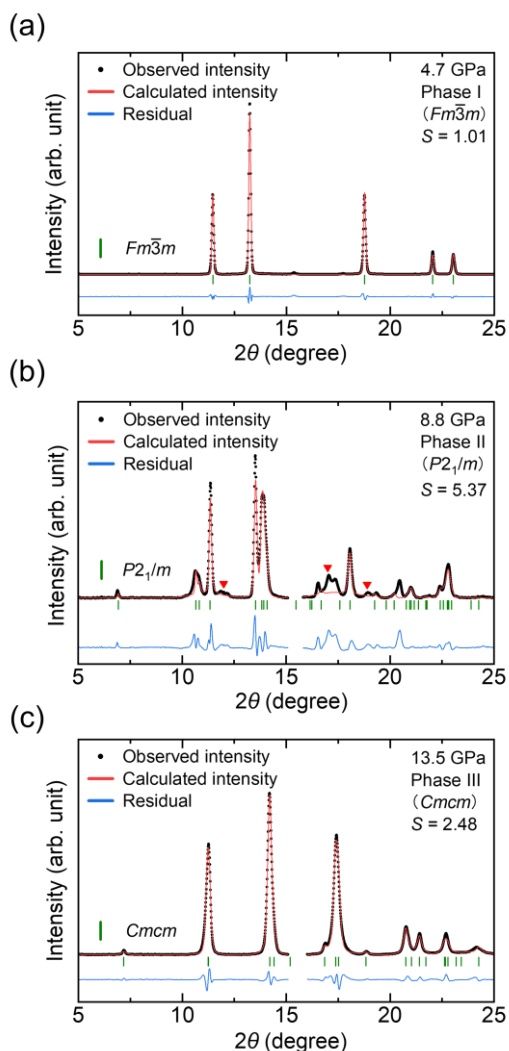 (a)
Observed intensity
Calculated intensity
Residual
4.7 GPa
Phase I
(Fm3̅m)
S = 1.01
Fm3̅m
Intensity (arb. unit)
5 10 15 20 25
2θ (degree)
(b)
Observed intensity
Calculated intensity
Residual
8.8 GPa
Phase II
(P2₁/m)
S = 5.37
P2₁/m
Intensity (arb. unit)
5 10 15 20 25
2θ (degree)
(c)
Observed intensity
Calculated intensity
Residual
13.5 GPa
Phase III
(Cmcm)
S = 2.48
Cmcm
Intensity (arb. unit)
5 10 15 20 25
2θ (degree)